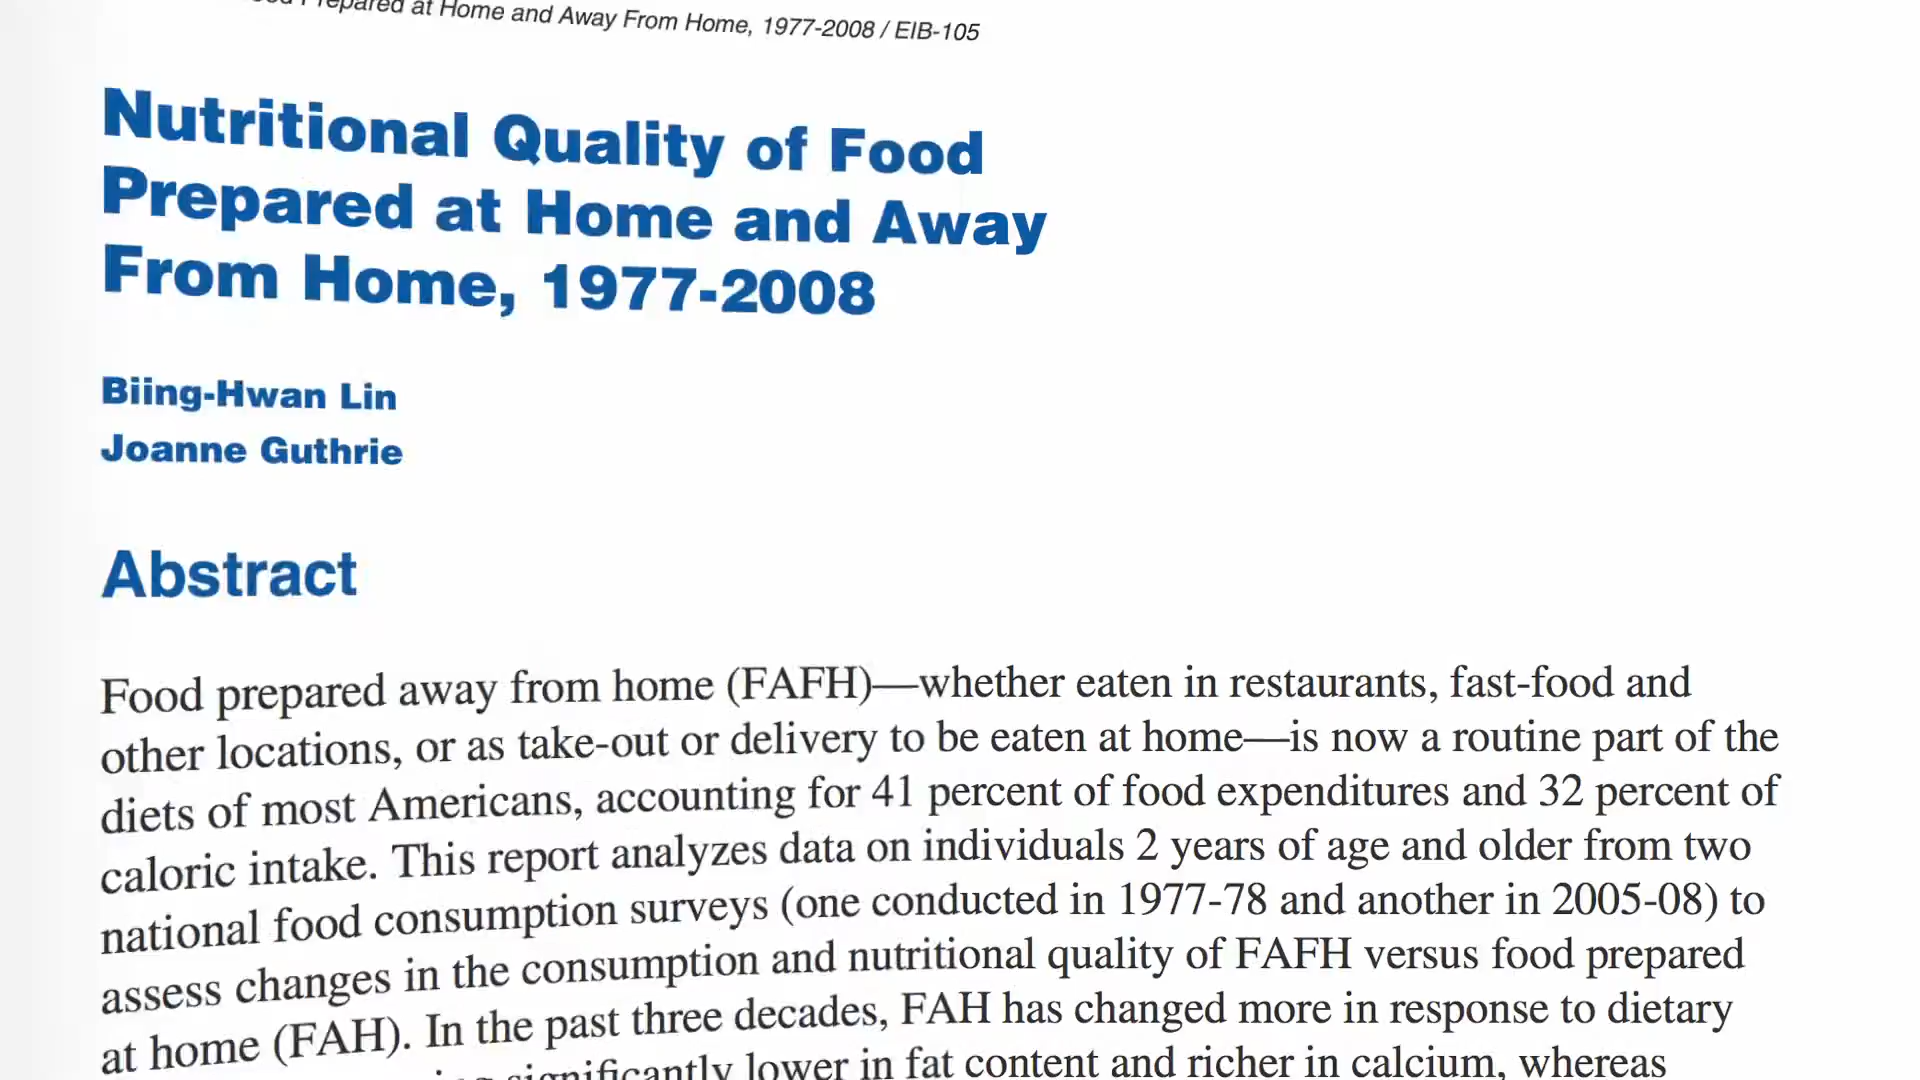 Prepared at Home and Away From Home, 1977-2008 / EIB-105
Nutritional Quality of Food
Prepared at Home and Away
From Home, 1977-2008
Biing-Hwan Lin
Joanne Guthrie
Abstract
Food prepared away from home (FAFH)—whether eaten in restaurants, fast-food and
other locations, or as take-out or delivery to be eaten at home—is now a routine part of the
diets of most Americans, accounting for 41 percent of food expenditures and 32 percent of
caloric intake. This report analyzes data on individuals 2 years of age and older from two
national food consumption surveys (one conducted in 1977-78 and another in 2005-08) to
assess changes in the consumption and nutritional quality of FAFH versus food prepared
at home (FAH). In the past three decades, FAH has changed more in response to dietary
significantly lower in fat content and richer in calcium, whereas